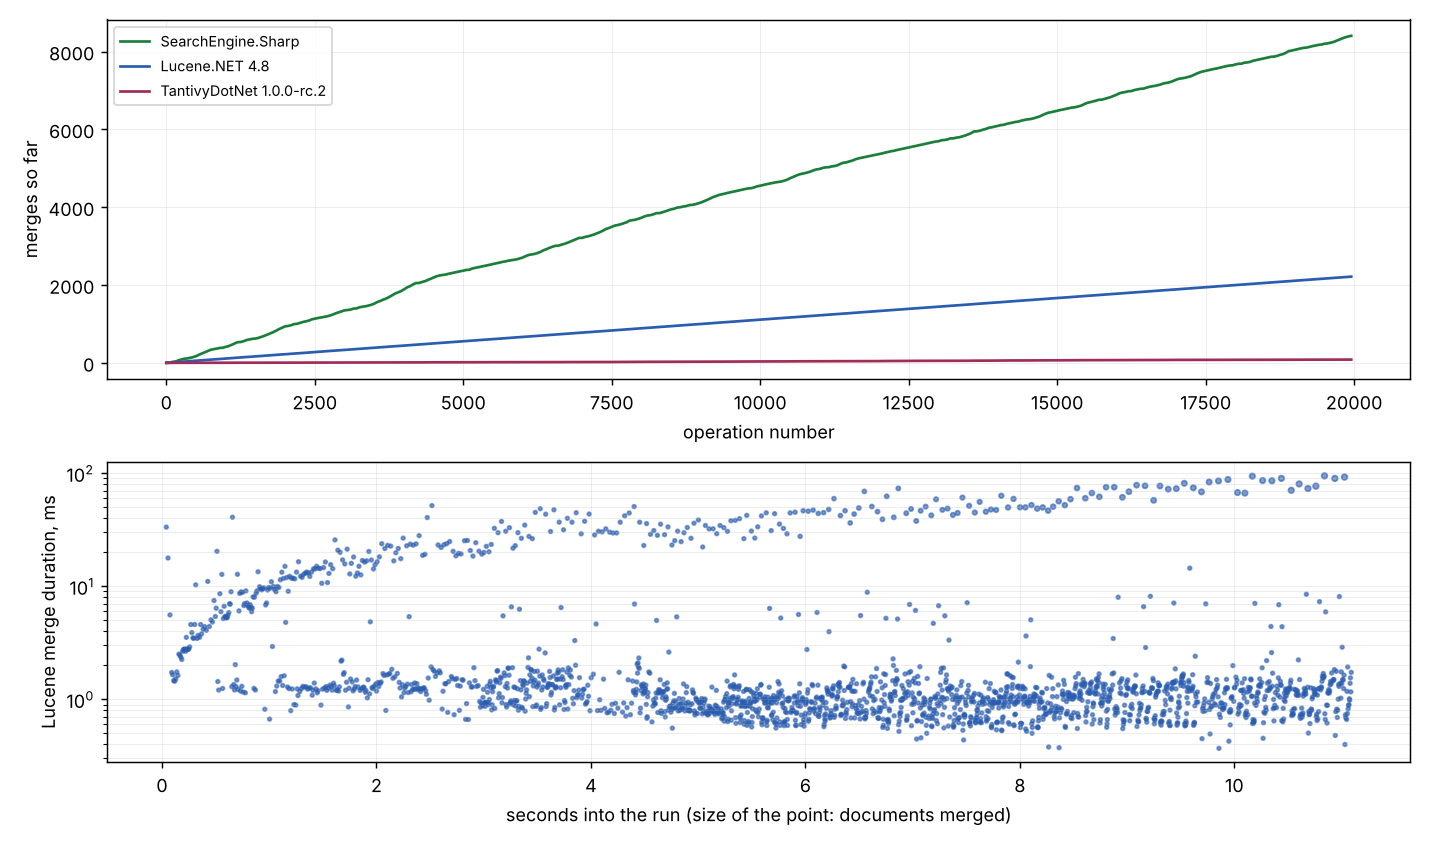 SearchEngine.Sharp
Lucene.NET 4.8
TantivyDotNet 1.0.0-rc.2
merges so far
8000
6000
4000
2000
0
0 2500 5000 7500 10000 12500 15000 17500 20000
operation number
Lucene merge duration, ms
10²
10¹
10⁰
0 2 4 6 8 10
seconds into the run (size of the point: documents merged)